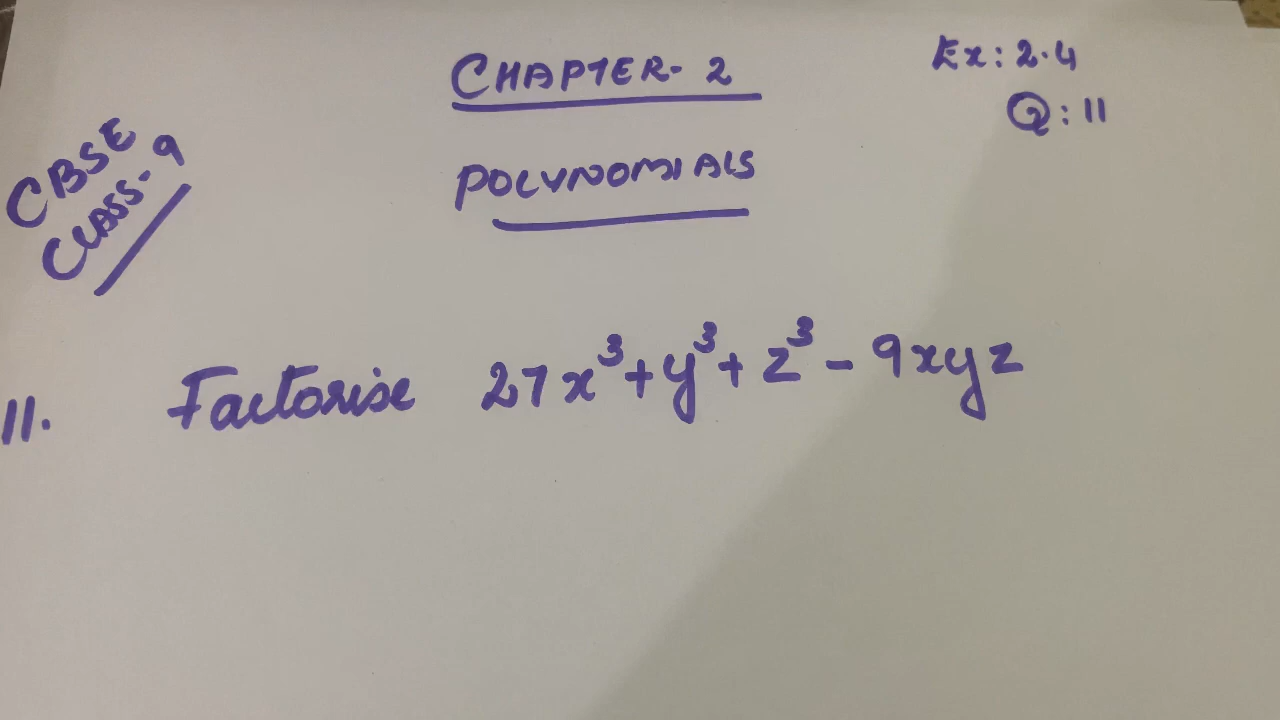 CHAPTER- 2
Ex: 2.4
Q: 11
CBSE
CLASS- 9
POLYNOMIALS
11. Factorise 27x³+y³+z³-9xyz